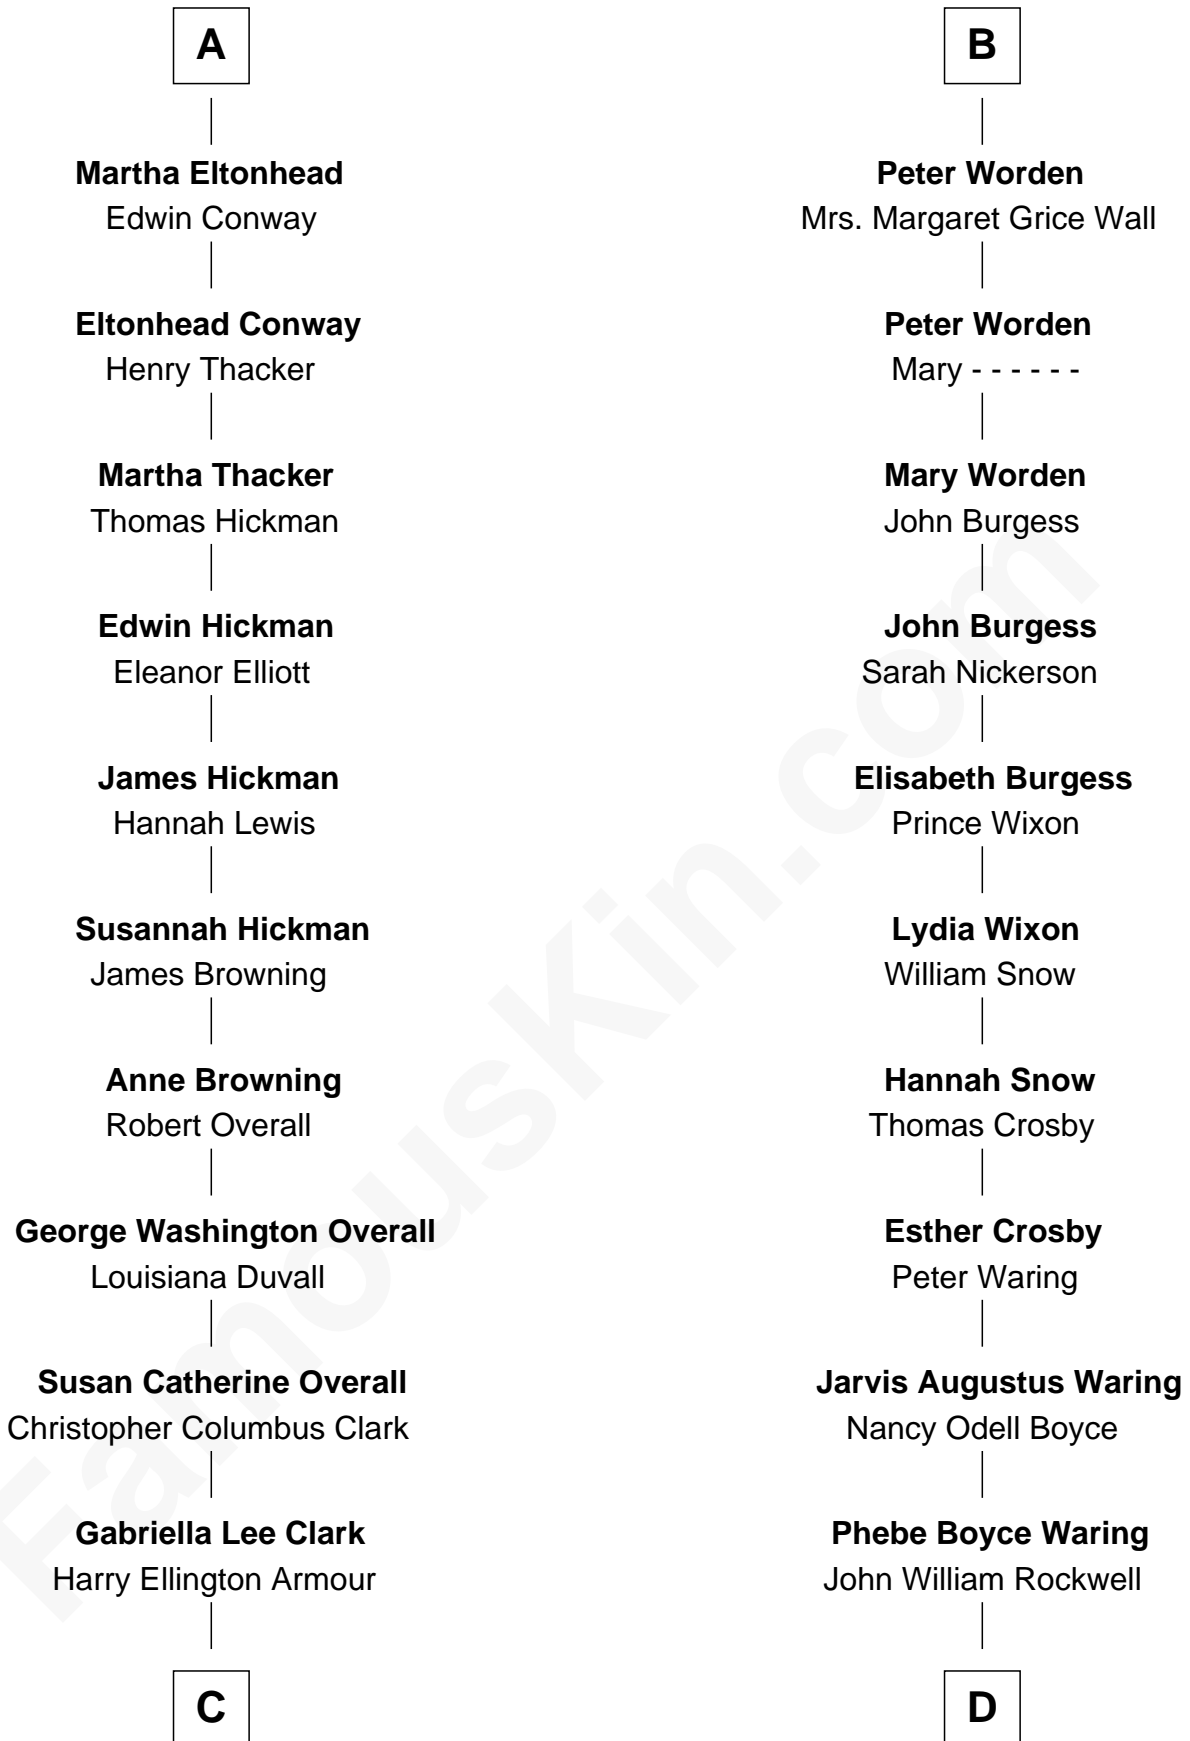 A
Martha Eltonhead
Edwin Conway
Eltonhead Conway
Henry Thacker
Martha Thacker
Thomas Hickman
Edwin Hickman
Eleanor Elliott
James Hickman
Hannah Lewis
Susannah Hickman
James Browning
Anne Browning
Robert Overall
George Washington Overall
Louisiana Duvall
Susan Catherine Overall
Christopher Columbus Clark
Gabriella Lee Clark
Harry Ellington Armour
C
B
Peter Worden
Mrs. Margaret Grice Wall
Peter Worden
Mary - - - - - -
Mary Worden
John Burgess
John Burgess
Sarah Nickerson
Elisabeth Burgess
Prince Wixon
Lydia Wixon
William Snow
Hannah Snow
Thomas Crosby
Esther Crosby
Peter Waring
Jarvis Augustus Waring
Nancy Odell Boyce
Phebe Boyce Waring
John William Rockwell
D
FamousKin.com